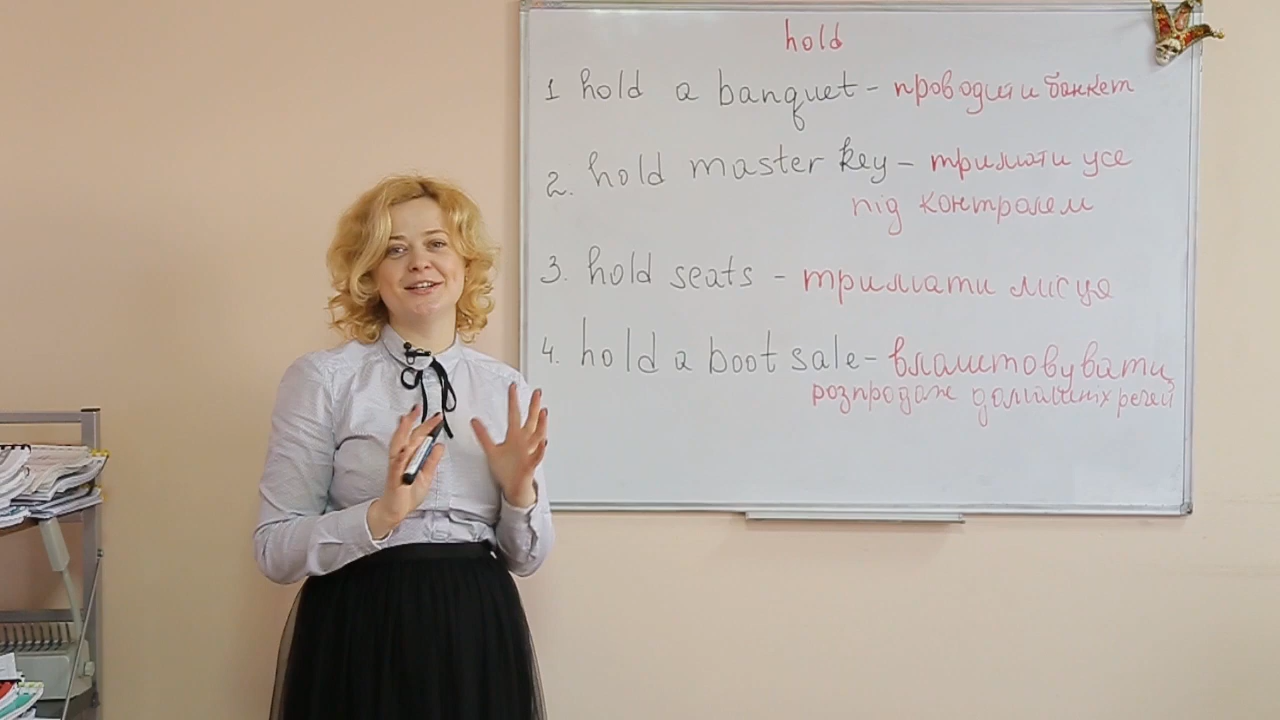 hold
1 hold a banquet - проводити банкет
2. hold master key - тримати усе
під контролем
3. hold seats - тримати місця
4. hold a boot sale - влаштовувати
розпродаж домашніх речей